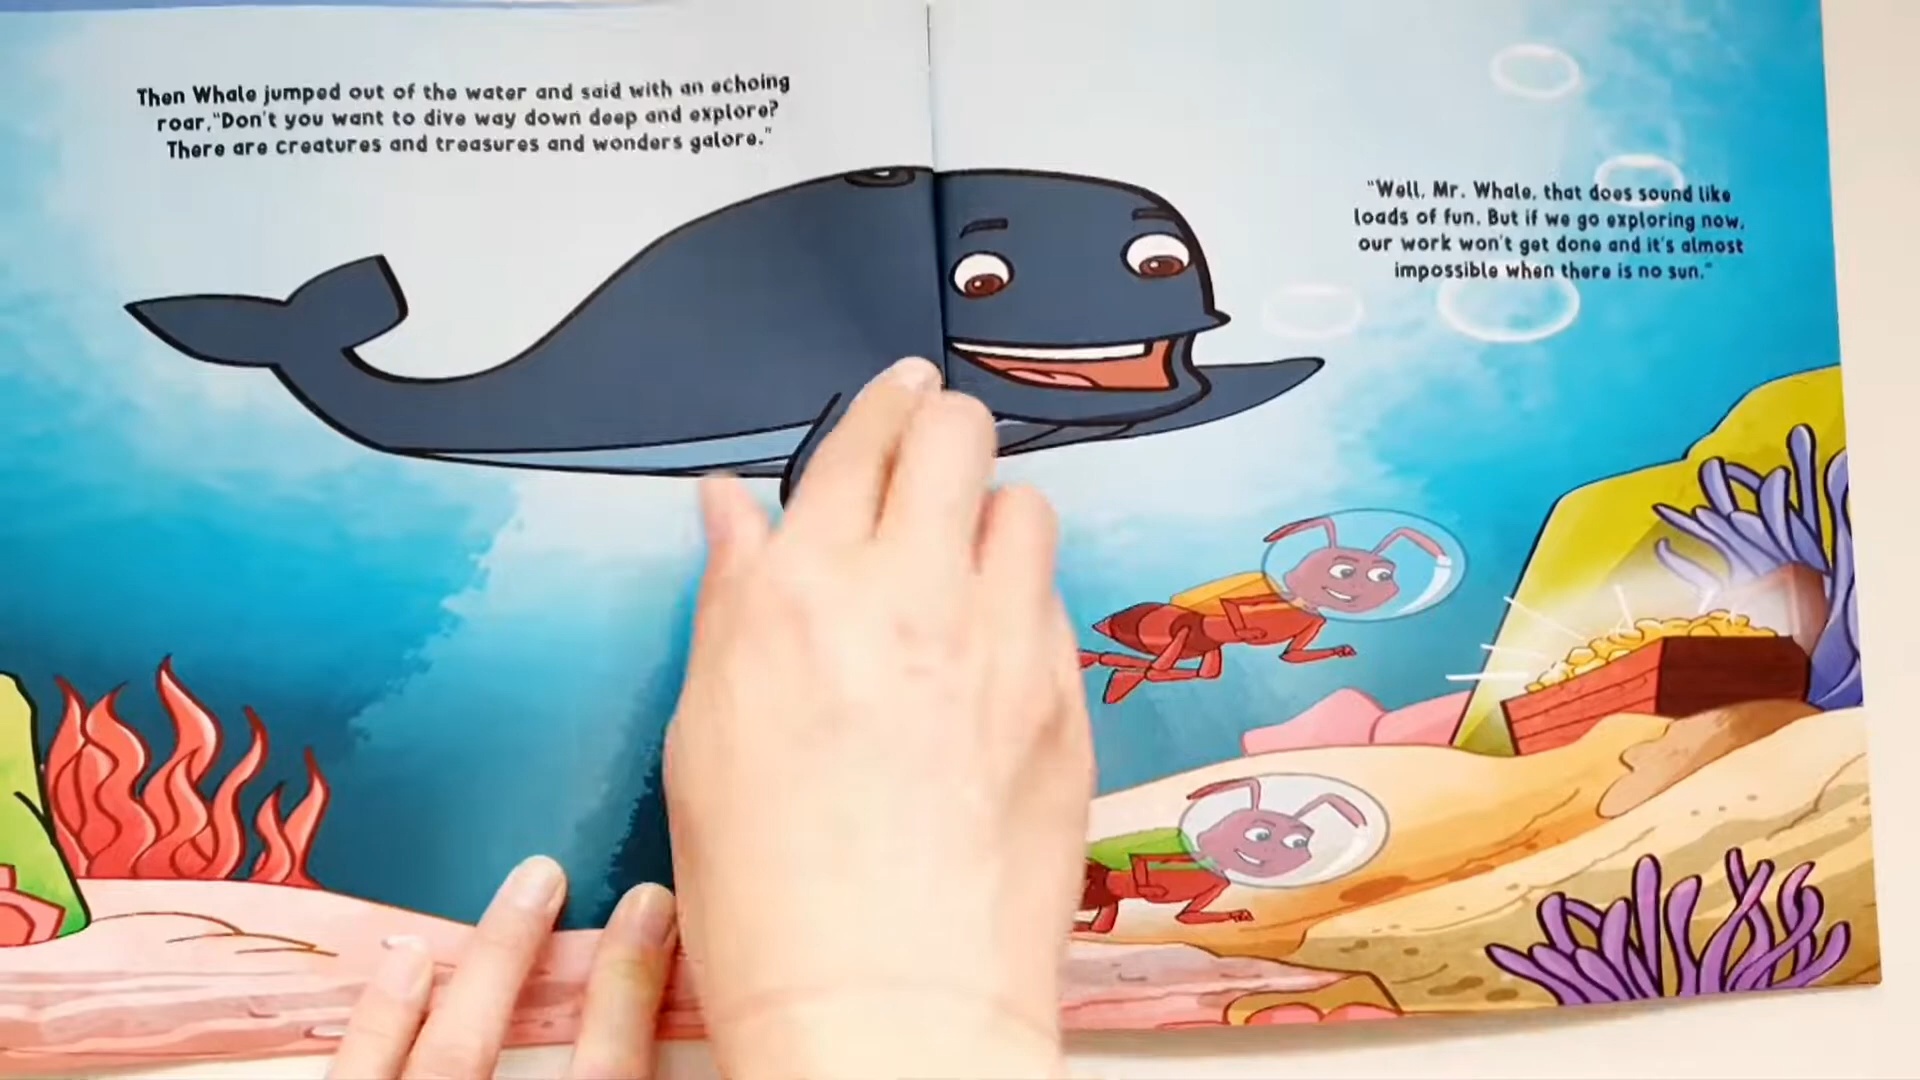 Then Whale jumped out of the water and said with an echoing
roar,"Don't you want to dive way down deep and explore?
There are creatures and treasures and wonders galore."
"Well, Mr. Whale, that does sound like
loads of fun. But if we go exploring now,
our work won't get done and it's almost
impossible when there is no sun."